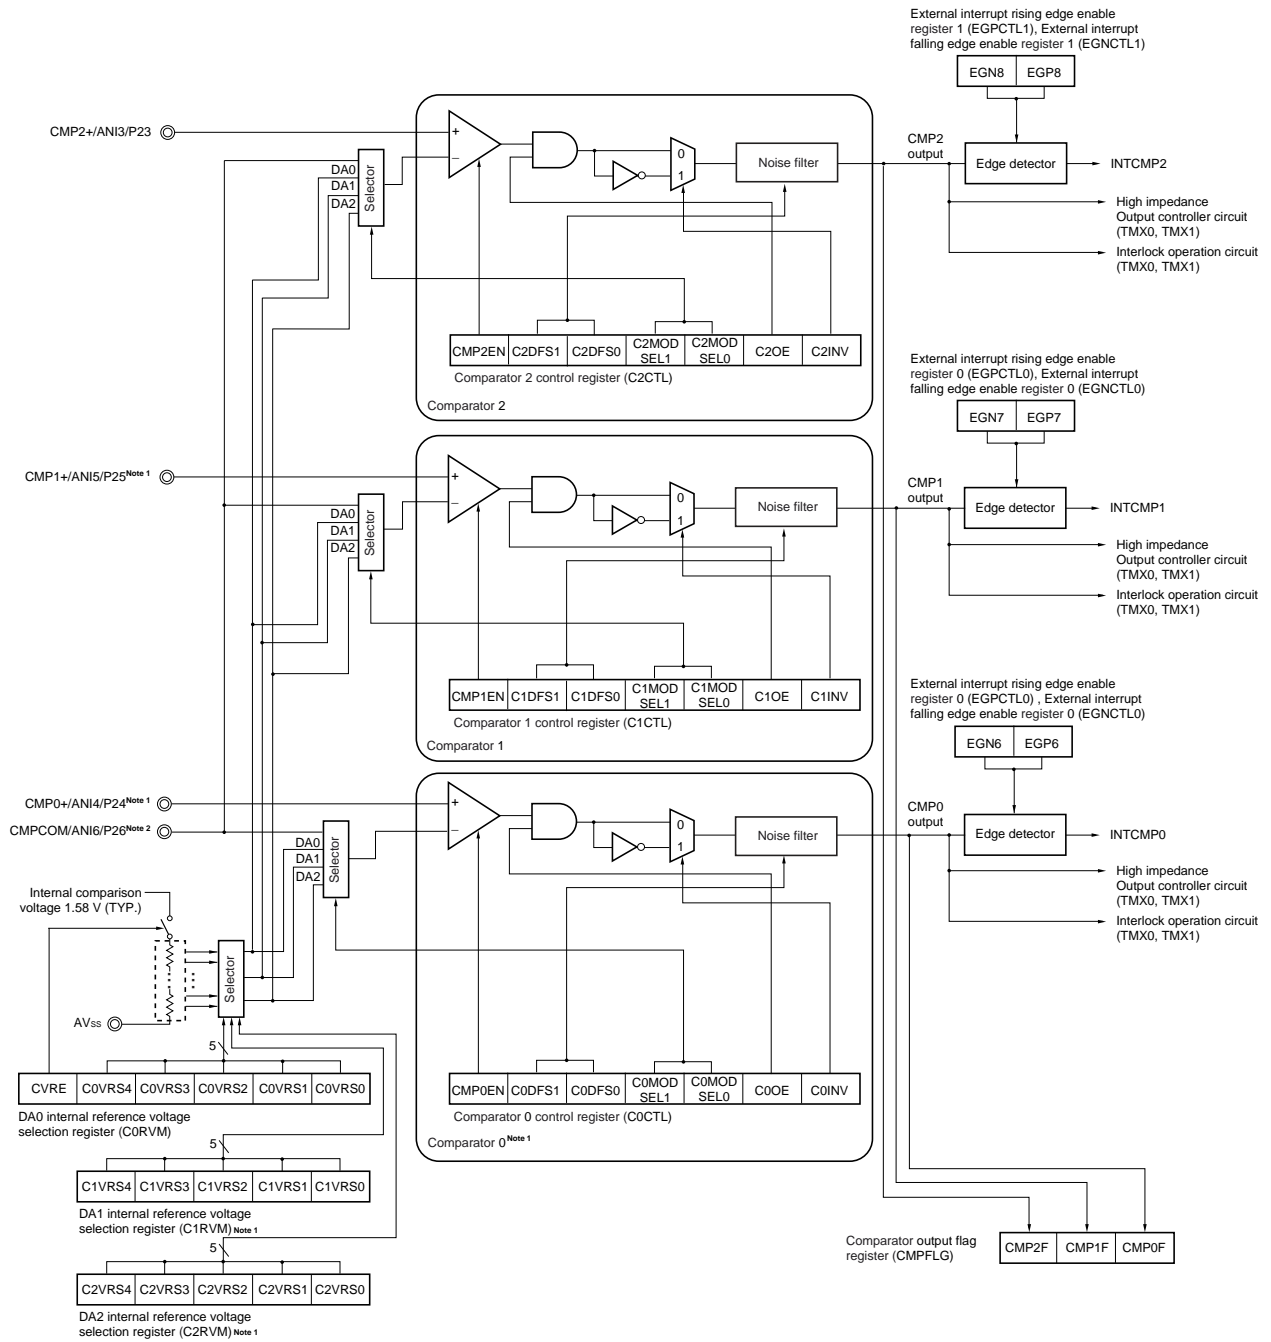 External interrupt rising edge enable
register 1 (EGPCTL1), External interrupt
falling edge enable register 1 (EGNCTL1)
EGN8 EGP8
CMP2+/ANI3/P23
DA0
DA1
DA2
Selector
+
−
0
1
Noise filter
CMP2
output
Edge detector
INTCMP2
High impedance
Output controller circuit
(TMX0, TMX1)
Interlock operation circuit
(TMX0, TMX1)
CMP2EN C2DFS1 C2DFS0 C2MOD SEL1 C2MOD SEL0 C2OE C2INV
Comparator 2 control register (C2CTL)
Comparator 2
External interrupt rising edge enable
register 0 (EGPCTL0), External interrupt
falling edge enable register 0 (EGNCTL0)
EGN7 EGP7
CMP1+/ANI5/P25 Note 1
DA0
DA1
DA2
Selector
+
−
0
1
Noise filter
CMP1
output
Edge detector
INTCMP1
High impedance
Output controller circuit
(TMX0, TMX1)
Interlock operation circuit
(TMX0, TMX1)
CMP1EN C1DFS1 C1DFS0 C1MOD SEL1 C1MOD SEL0 C1OE C1INV
Comparator 1 control register (C1CTL)
Comparator 1
External interrupt rising edge enable
register 0 (EGPCTL0) , External interrupt
falling edge enable register 0 (EGNCTL0)
EGN6 EGP6
CMP0+/ANI4/P24 Note 1
CMPCOM/ANI6/P26 Note 2
DA0
DA1
DA2
Selector
+
−
0
1
Noise filter
CMP0
output
Edge detector
INTCMP0
High impedance
Output controller circuit
(TMX0, TMX1)
Interlock operation circuit
(TMX0, TMX1)
Internal comparison
voltage 1.58 V (TYP.)
Selector
AVSS
5
CVRE C0VRS4 C0VRS3 C0VRS2 C0VRS1 C0VRS0
DA0 internal reference voltage
selection register (C0RVM)
CMP0EN C0DFS1 C0DFS0 C0MOD SEL1 C0MOD SEL0 C0OE C0INV
Comparator 0 control register (C0CTL)
Comparator 0 Note 1
5
C1VRS4 C1VRS3 C1VRS2 C1VRS1 C1VRS0
DA1 internal reference voltage
selection register (C1RVM) Note 1
5
C2VRS4 C2VRS3 C2VRS2 C2VRS1 C2VRS0
DA2 internal reference voltage
selection register (C2RVM) Note 1
Comparator output flag
register (CMPFLG)
CMP2F CMP1F CMP0F